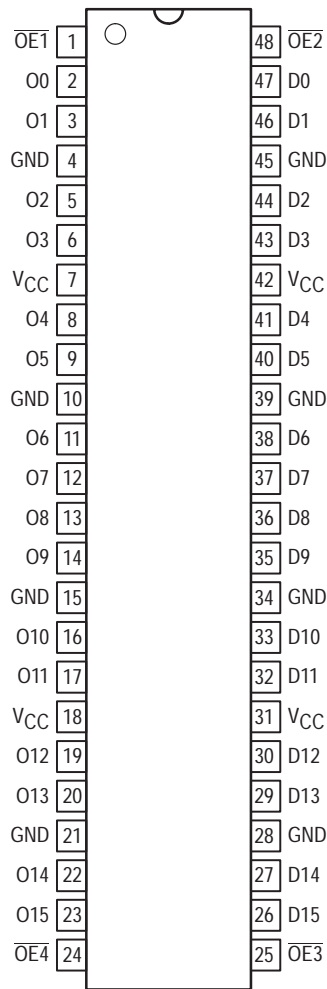 O̅E̅1̅ 1 48 O̅E̅2̅
O0 2 47 D0
O1 3 46 D1
GND 4 45 GND
O2 5 44 D2
O3 6 43 D3
VCC 7 42 VCC
O4 8 41 D4
O5 9 40 D5
GND 10 39 GND
O6 11 38 D6
O7 12 37 D7
O8 13 36 D8
O9 14 35 D9
GND 15 34 GND
O10 16 33 D10
O11 17 32 D11
VCC 18 31 VCC
O12 19 30 D12
O13 20 29 D13
GND 21 28 GND
O14 22 27 D14
O15 23 26 D15
O̅E̅4̅ 24 25 O̅E̅3̅